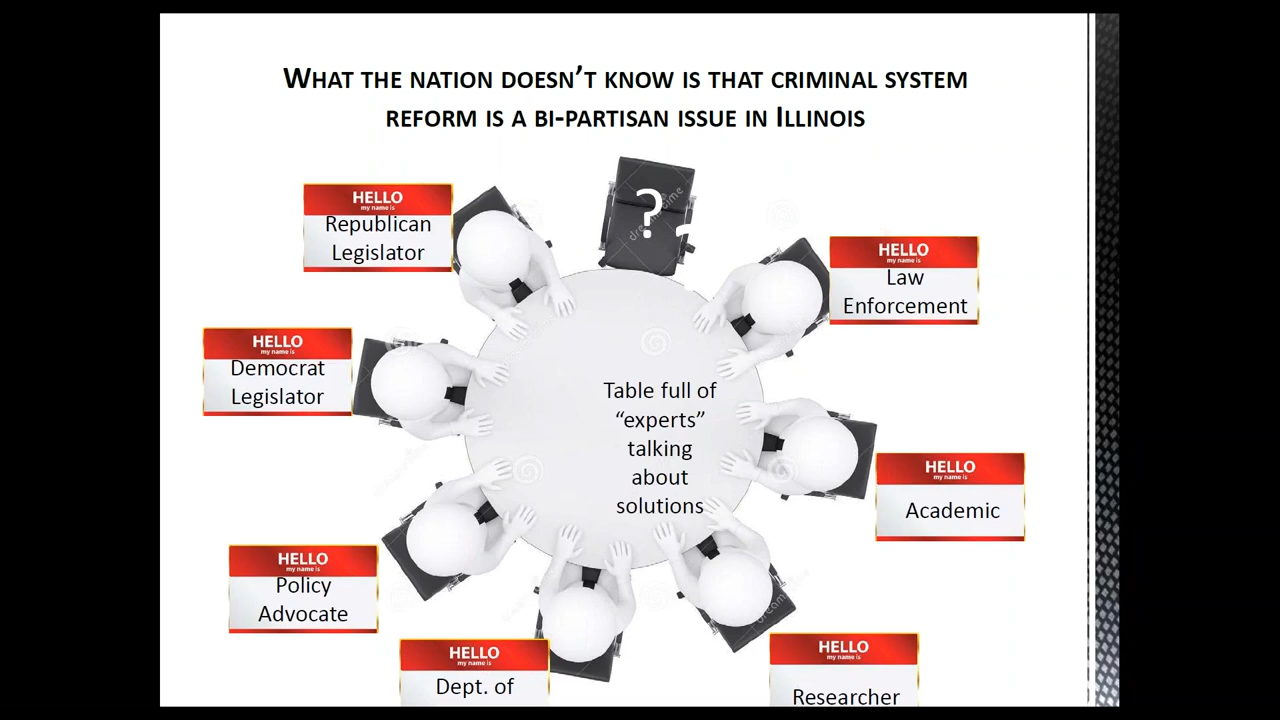 WHAT THE NATION DOESN'T KNOW IS THAT CRIMINAL SYSTEM
REFORM IS A BI-PARTISAN ISSUE IN ILLINOIS
?
HELLO
my name is
Republican
Legislator
HELLO
my name is
Law
Enforcement
HELLO
my name is
Democrat
Legislator
Table full of
“experts”
talking
about
solutions
HELLO
my name is
Academic
HELLO
my name is
Policy
Advocate
HELLO
my name is
Dept. of
HELLO
my name is
Researcher